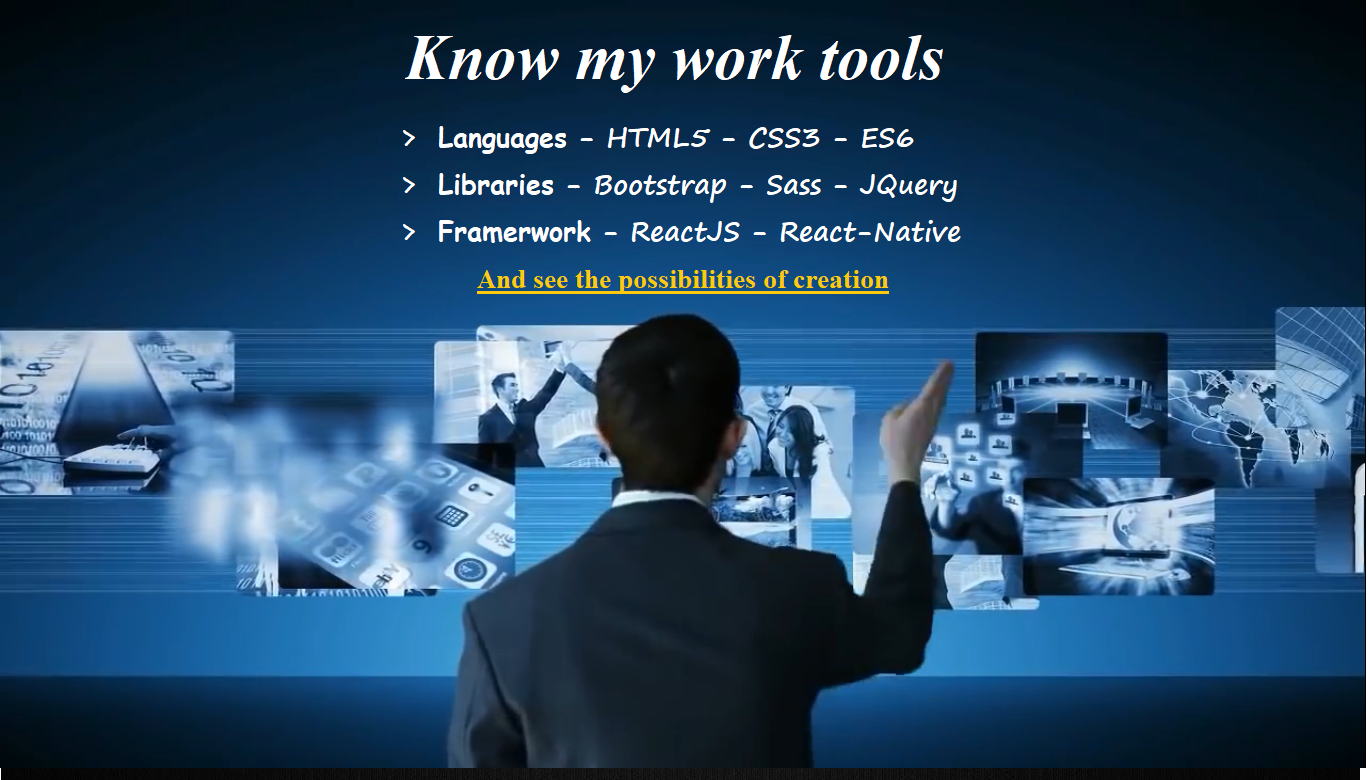 Know my work tools
> Languages - HTML5 - CSS3 - ES6
> Libraries - Bootstrap - Sass - JQuery
> Framerwork - ReactJS - React-Native
And see the possibilities of creation